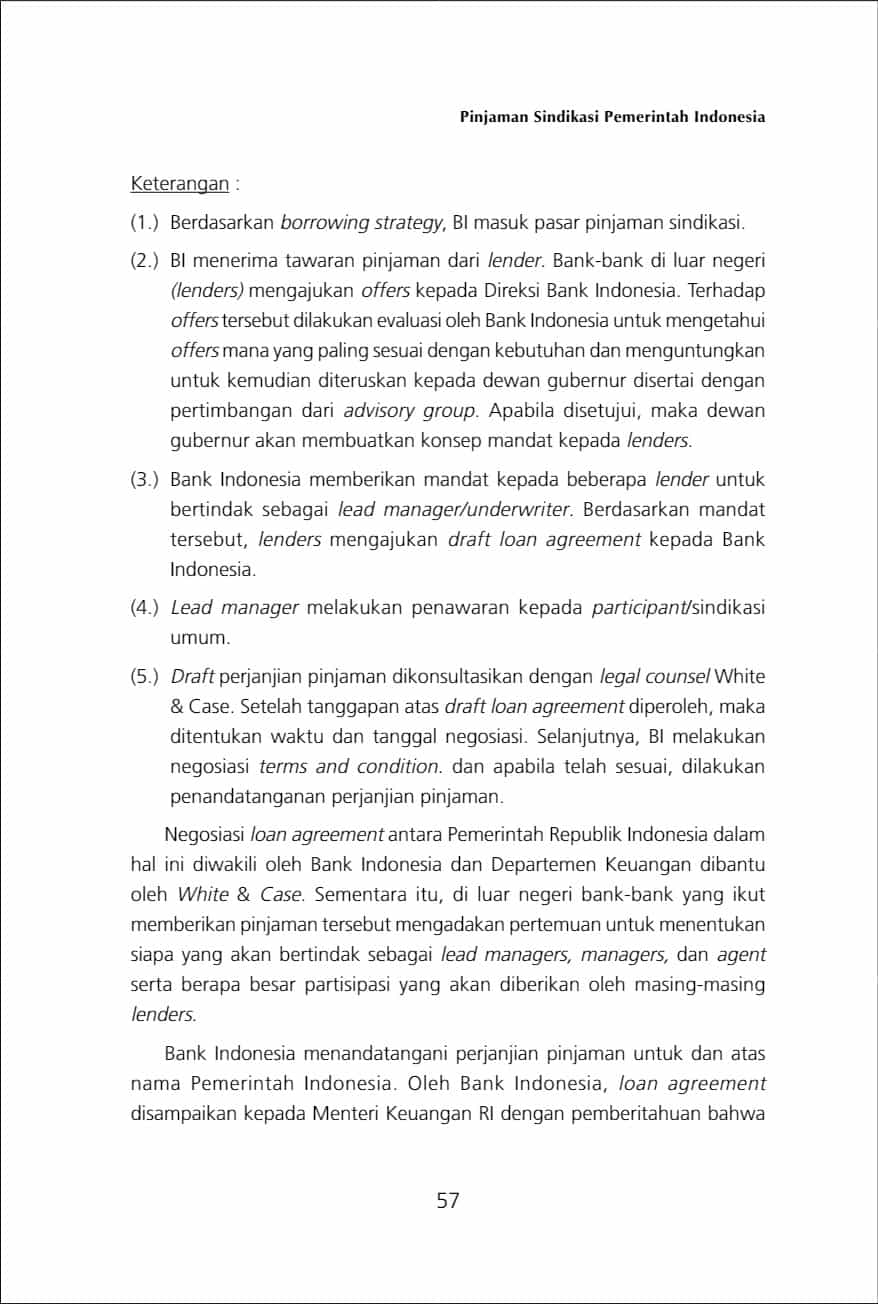 Pinjaman Sindikasi Pemerintah Indonesia
Keterangan :
(1.) Berdasarkan borrowing strategy, BI masuk pasar pinjaman sindikasi.
(2.) BI menerima tawaran pinjaman dari lender. Bank-bank di luar negeri
(lenders) mengajukan offers kepada Direksi Bank Indonesia. Terhadap
offers tersebut dilakukan evaluasi oleh Bank Indonesia untuk mengetahui
offers mana yang paling sesuai dengan kebutuhan dan menguntungkan
untuk kemudian diteruskan kepada dewan gubernur disertai dengan
pertimbangan dari advisory group. Apabila disetujui, maka dewan
gubernur akan membuatkan konsep mandat kepada lenders.
(3.) Bank Indonesia memberikan mandat kepada beberapa lender untuk
bertindak sebagai lead manager/underwriter. Berdasarkan mandat
tersebut, lenders mengajukan draft loan agreement kepada Bank
Indonesia.
(4.) Lead manager melakukan penawaran kepada participant/sindikasi
umum.
(5.) Draft perjanjian pinjaman dikonsultasikan dengan legal counsel White
& Case. Setelah tanggapan atas draft loan agreement diperoleh, maka
ditentukan waktu dan tanggal negosiasi. Selanjutnya, BI melakukan
negosiasi terms and condition. dan apabila telah sesuai, dilakukan
penandatanganan perjanjian pinjaman.
Negosiasi loan agreement antara Pemerintah Republik Indonesia dalam
hal ini diwakili oleh Bank Indonesia dan Departemen Keuangan dibantu
oleh White & Case. Sementara itu, di luar negeri bank-bank yang ikut
memberikan pinjaman tersebut mengadakan pertemuan untuk menentukan
siapa yang akan bertindak sebagai lead managers, managers, dan agent
serta berapa besar partisipasi yang akan diberikan oleh masing-masing
lenders.
Bank Indonesia menandatangani perjanjian pinjaman untuk dan atas
nama Pemerintah Indonesia. Oleh Bank Indonesia, loan agreement
disampaikan kepada Menteri Keuangan RI dengan pemberitahuan bahwa
57